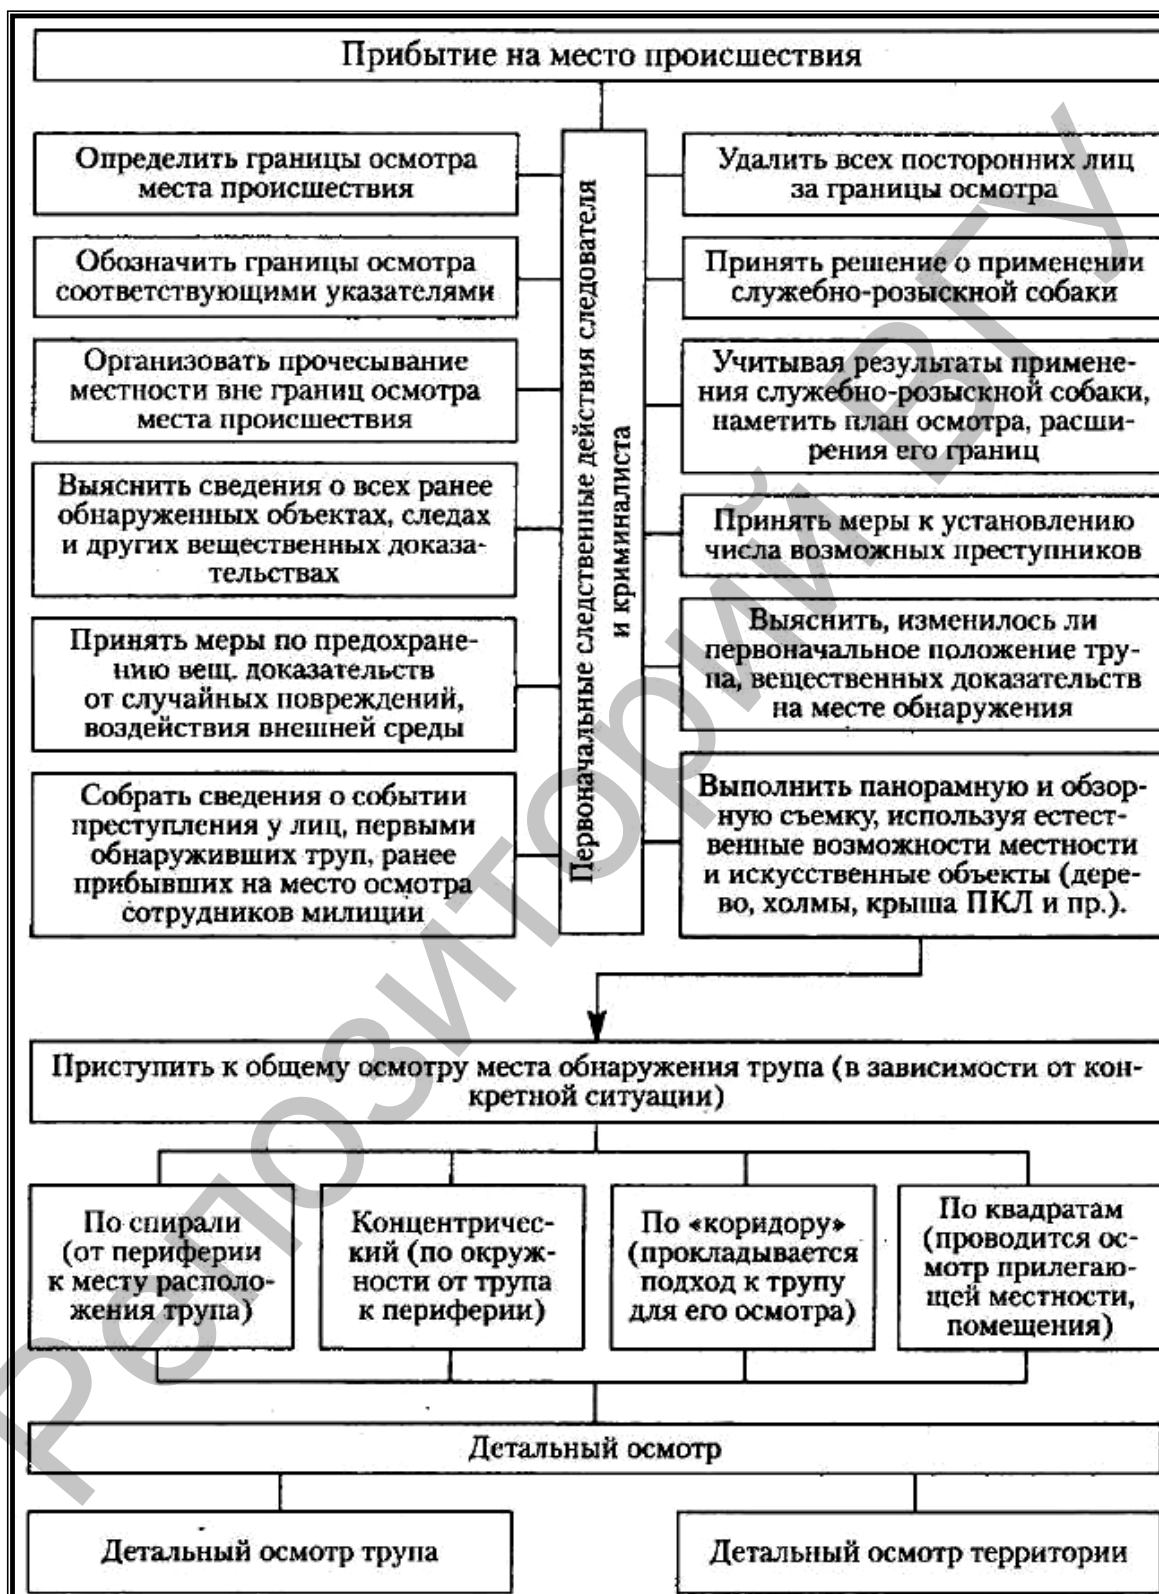 Прибытие на место происшествия
Определить границы осмотра
места происшествия
Обозначить границы осмотра
соответствующими указателями
Организовать прочесывание
местности вне границ осмотра
места происшествия
Выяснить сведения о всех ранее
обнаруженных объектах, следах
и других вещественных доказа-
тельствах
Принять меры по предохране-
нию вещ. доказательств
от случайных повреждений,
воздействия внешней среды
Собрать сведения о событии
преступления у лиц, первыми
обнаруживших труп, ранее
прибывших на место осмотра
сотрудников милиции
Первоначальные следственные действия следователя
и криминалиста
Удалить всех посторонних лиц
за границы осмотра
Принять решение о применении
служебно-розыскной собаки
Учитывая результаты примене-
ния служебно-розыскной собаки,
наметить план осмотра, расши-
рения его границ
Принять меры к установлению
числа возможных преступников
Выяснить, изменилось ли
первоначальное положение тру-
па, вещественных доказательств
на месте обнаружения
Выполнить панорамную и обзор-
ную съемку, используя естест-
венные возможности местности
и искусственные объекты (дере-
во, холмы, крыша ПКЛ и пр.).
Приступить к общему осмотру места обнаружения трупа (в зависимости от кон-
кретной ситуации)
По спирали
(от периферии
к месту располо-
жения трупа)
Концентричес-
кий (по окруж-
ности от трупа
к периферии)
По «коридору»
(прокладывается
подход к трупу
для его осмотра)
По квадратам
(проводится ос-
мотр прилегаю-
щей местности,
помещения)
Детальный осмотр
Детальный осмотр трупа
Детальный осмотр территории
Репозиторий ВГУ